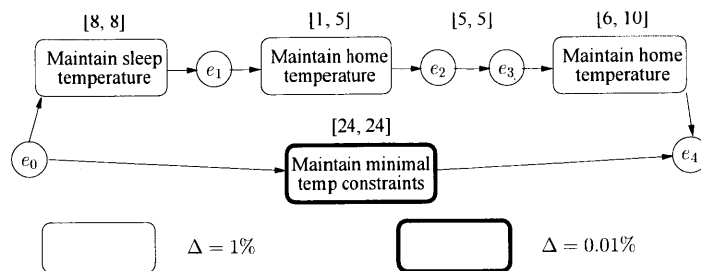 [8, 8] [1, 5] [5, 5] [6, 10]
Maintain sleep temperature e1 Maintain home temperature e2 e3 Maintain home temperature
[24, 24]
e0 Maintain minimal temp constraints e4
Δ = 1% Δ = 0.01%